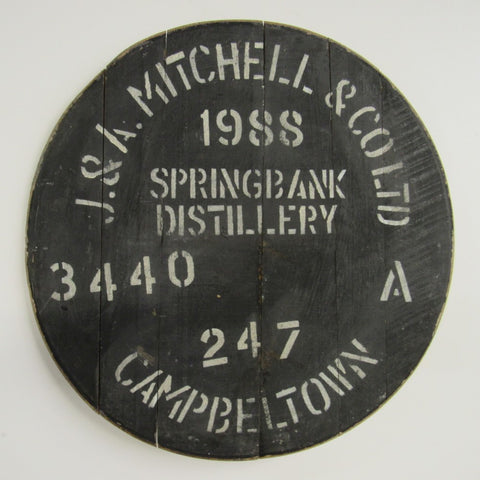 J. & A. MITCHELL & CO LTD
1988
SPRINGBANK
DISTILLERY
3440 A
247
CAMPBELTOWN